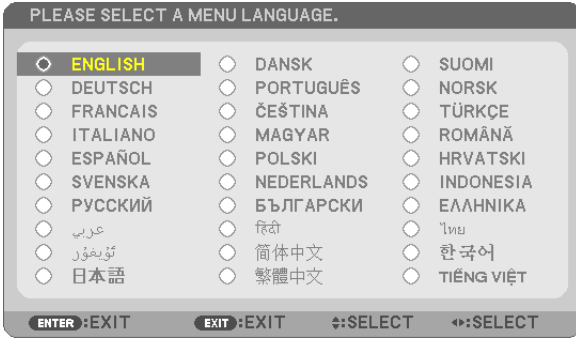 PLEASE SELECT A MENU LANGUAGE.
ENGLISH DANSK SUOMI
DEUTSCH PORTUGUÊS NORSK
FRANCAIS ČEŠTINA TÜRKÇE
ITALIANO MAGYAR ROMÂNĂ
ESPAÑOL POLSKI HRVATSKI
SVENSKA NEDERLANDS INDONESIA
РУССКИЙ БЪЛГАРСКИ ΕΛΛΗΝΙΚΑ
عربي हिंदी ไทย
ئۇيغۇر 简体中文 한국어
日本語 繁體中文 TIẾNG VIỆT
ENTER:EXIT EXIT:EXIT :SELECT :SELECT